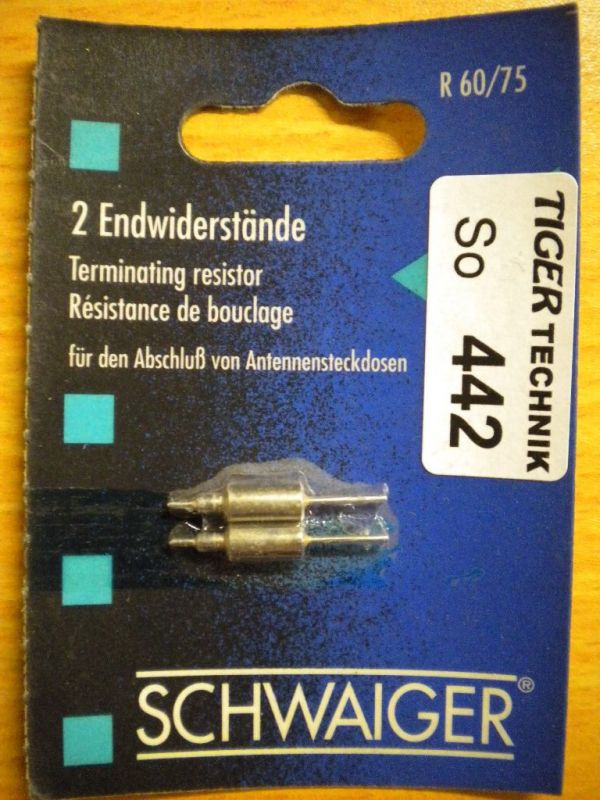 R 60/75
2 Endwiderstände
Terminating resistor
Résistance de bouclage
für den Abschluß von Antennensteckdosen
TIGER TECHNIK
So 442
SCHWAIGER®